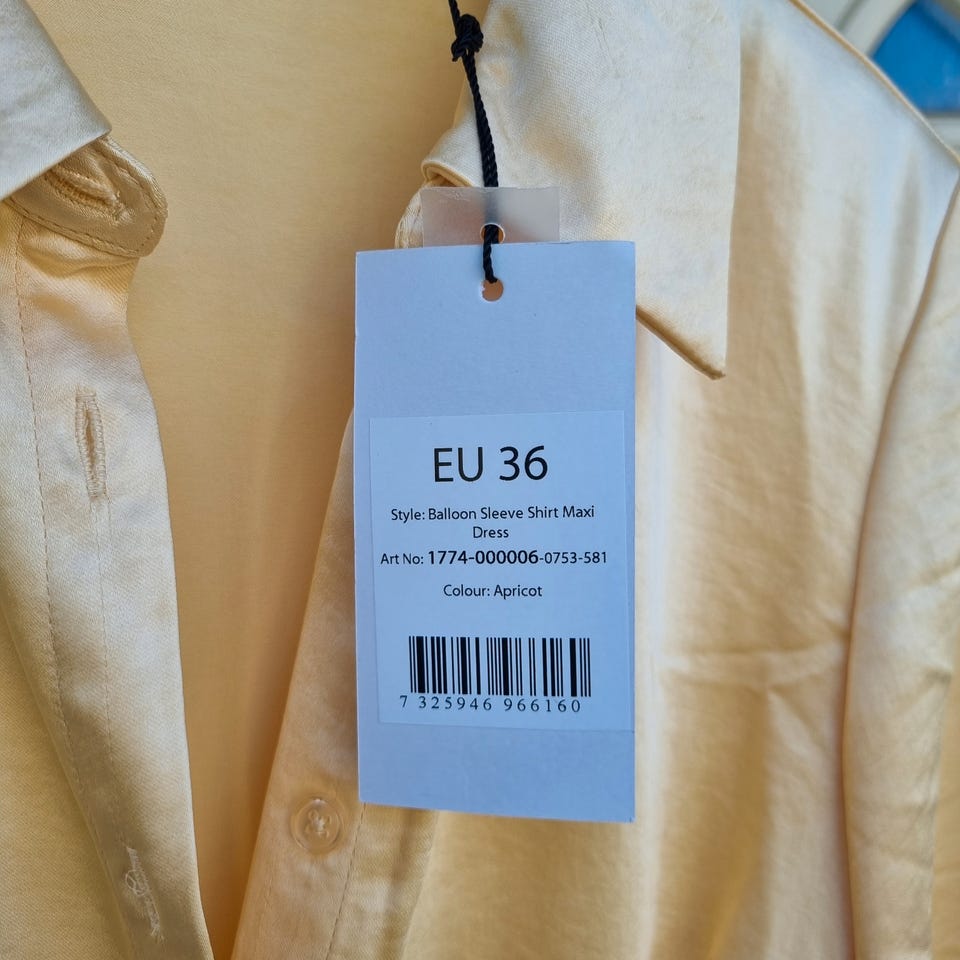 EU 36
Style: Balloon Sleeve Shirt Maxi
Dress
Art No: 1774-000006-0753-581
Colour: Apricot
7 325946 966160